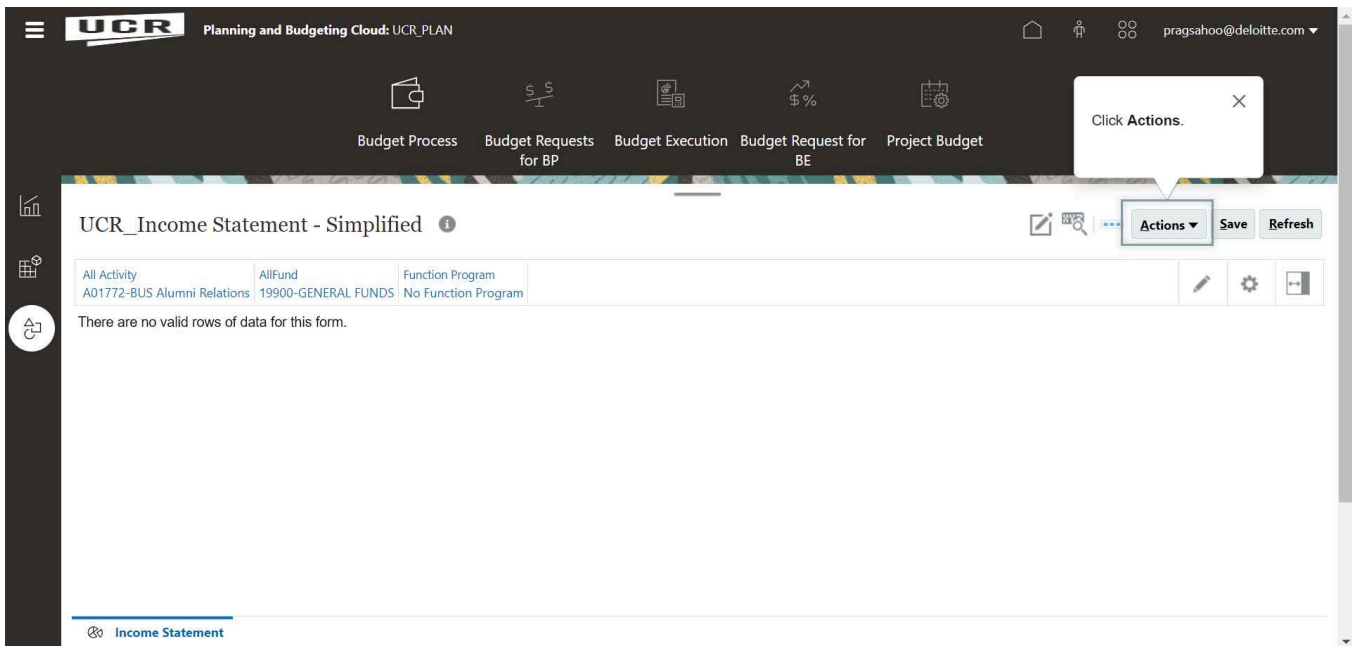 UCR
Planning and Budgeting Cloud: UCR_PLAN
pragsahoo@deloitte.com
Budget Process
Budget Requests
for BP
Budget Execution
Budget Request for
BE
Project Budget
Click Actions.
UCR_Income Statement - Simplified
Actions
Save
Refresh
All Activity
A01772-BUS Alumni Relations
AllFund
19900-GENERAL FUNDS
Function Program
No Function Program
There are no valid rows of data for this form.
Income Statement